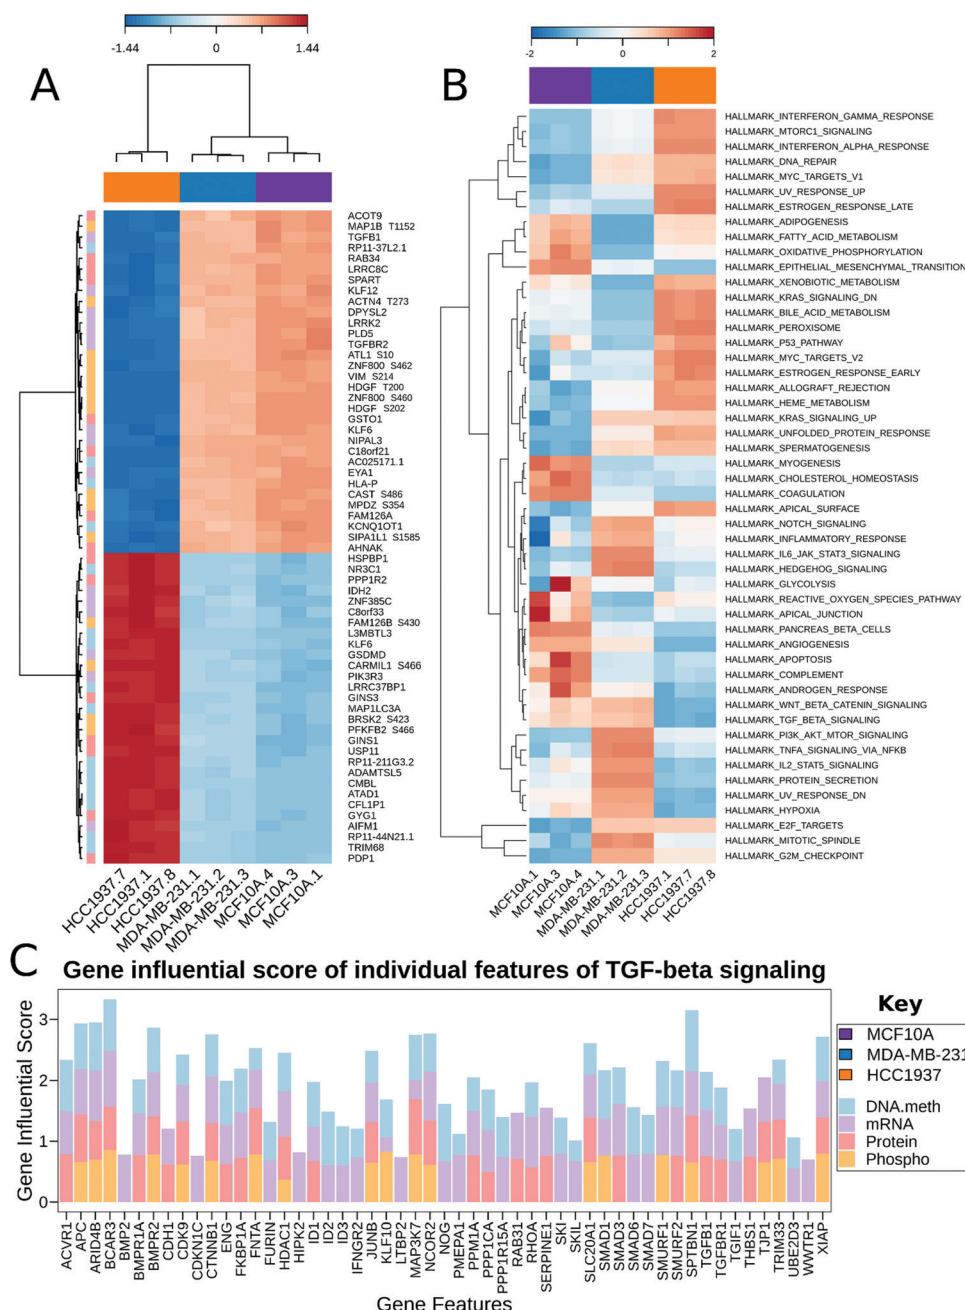 -1.44 0 1.44
A
ACOT9
MAP1B T1152
TGFB1
RP11-37L2.1
RAB34
LRRC8C
SPART
KLF12
ACTN4 T273
DPYSL2
LRRK2
PLD5
TGFBR2
ATL1 S10
ZNF800 S462
VIM S214
HDGF T200
ZNF800 S460
HDGF S202
GSTO1
KLF6
NIPAL3
C18orf21
AC025171.1
EYA1
HLA-P
CAST S486
MPDZ S354
FAM126A
KCNQ1OT1
SIPA1L1 S1585
AHNAK
HSPBP1
NR3C1
PPP1R2
IDH2
ZNF385C
C8orf33
FAM126B S430
L3MBTL3
KLF6
GSDMD
CARMIL1 S466
PIK3R3
LRRC37BP1
GINS3
MAP1LC3A
BRSK2 S423
PFKFB2 S466
GINS1
USP11
RP11-211G3.2
ADAMTSL5
CMBL
ATAD1
CFL1P1
GYG1
AIFM1
RP11-44N21.1
TRIM68
PDP1
HCC1937.7
HCC1937.1
HCC1937.8
MDA-MB-231.1
MDA-MB-231.2
MDA-MB-231.3
MCF10A.4
MCF10A.3
MCF10A.1
-2 0 2
B
HALLMARK_INTERFERON_GAMMA_RESPONSE
HALLMARK_MTORC1_SIGNALING
HALLMARK_INTERFERON_ALPHA_RESPONSE
HALLMARK_DNA_REPAIR
HALLMARK_MYC_TARGETS_V1
HALLMARK_UV_RESPONSE_UP
HALLMARK_ESTROGEN_RESPONSE_LATE
HALLMARK_ADIPOGENESIS
HALLMARK_FATTY_ACID_METABOLISM
HALLMARK_OXIDATIVE_PHOSPHORYLATION
HALLMARK_EPITHELIAL_MESENCHYMAL_TRANSITION
HALLMARK_XENOBIOTIC_METABOLISM
HALLMARK_KRAS_SIGNALING_DN
HALLMARK_BILE_ACID_METABOLISM
HALLMARK_PEROXISOME
HALLMARK_P53_PATHWAY
HALLMARK_MYC_TARGETS_V2
HALLMARK_ESTROGEN_RESPONSE_EARLY
HALLMARK_ALLOGRAFT_REJECTION
HALLMARK_HEME_METABOLISM
HALLMARK_KRAS_SIGNALING_UP
HALLMARK_UNFOLDED_PROTEIN_RESPONSE
HALLMARK_SPERMATOGENESIS
HALLMARK_MYOGENESIS
HALLMARK_CHOLESTEROL_HOMEOSTASIS
HALLMARK_COAGULATION
HALLMARK_APICAL_SURFACE
HALLMARK_NOTCH_SIGNALING
HALLMARK_INFLAMMATORY_RESPONSE
HALLMARK_IL6_JAK_STAT3_SIGNALING
HALLMARK_HEDGEHOG_SIGNALING
HALLMARK_GLYCOLYSIS
HALLMARK_REACTIVE_OXYGEN_SPECIES_PATHWAY
HALLMARK_APICAL_JUNCTION
HALLMARK_PANCREAS_BETA_CELLS
HALLMARK_ANGIOGENESIS
HALLMARK_APOPTOSIS
HALLMARK_COMPLEMENT
HALLMARK_ANDROGEN_RESPONSE
HALLMARK_WNT_BETA_CATENIN_SIGNALING
HALLMARK_TGF_BETA_SIGNALING
HALLMARK_PI3K_AKT_MTOR_SIGNALING
HALLMARK_TNFA_SIGNALING_VIA_NFKB
HALLMARK_IL2_STAT5_SIGNALING
HALLMARK_PROTEIN_SECRETION
HALLMARK_UV_RESPONSE_DN
HALLMARK_HYPOXIA
HALLMARK_E2F_TARGETS
HALLMARK_MITOTIC_SPINDLE
HALLMARK_G2M_CHECKPOINT
MCF10A.1
MCF10A.3
MCF10A.4
MDA-MB-231.1
MDA-MB-231.2
MDA-MB-231.3
HCC1937.1
HCC1937.7
HCC1937.8
C
Gene influential score of individual features of TGF-beta signaling
Gene Influential Score
3
2
1
0
ACVR1
APC
ARID4B
BCAR3
BMP2
BMPR1A
BMPR2
CDH1
CDK9
CDKN1C
CTNNB1
ENG
FKBP1A
FNTA
FURIN
HDAC1
HIPK2
ID1
ID2
ID3
IFNGR2
JUNB
KLF10
LTBP2
MAP3K7
NCOR2
NOG
PMEPA1
PPM1A
PPP1CA
PPP1R15A
RAB31
RHOA
SERPINE1
SKI
SKIL
SLC20A1
SMAD1
SMAD3
SMAD6
SMAD7
SMURF1
SMURF2
SPTBN1
TGFB1
TGFBR1
TGIF1
THBS1
TJP1
TRIM33
UBE2D3
WWTR1
XIAP
Gene Features
Key
MCF10A
MDA-MB-231
HCC1937
DNA.meth
mRNA
Protein
Phospho